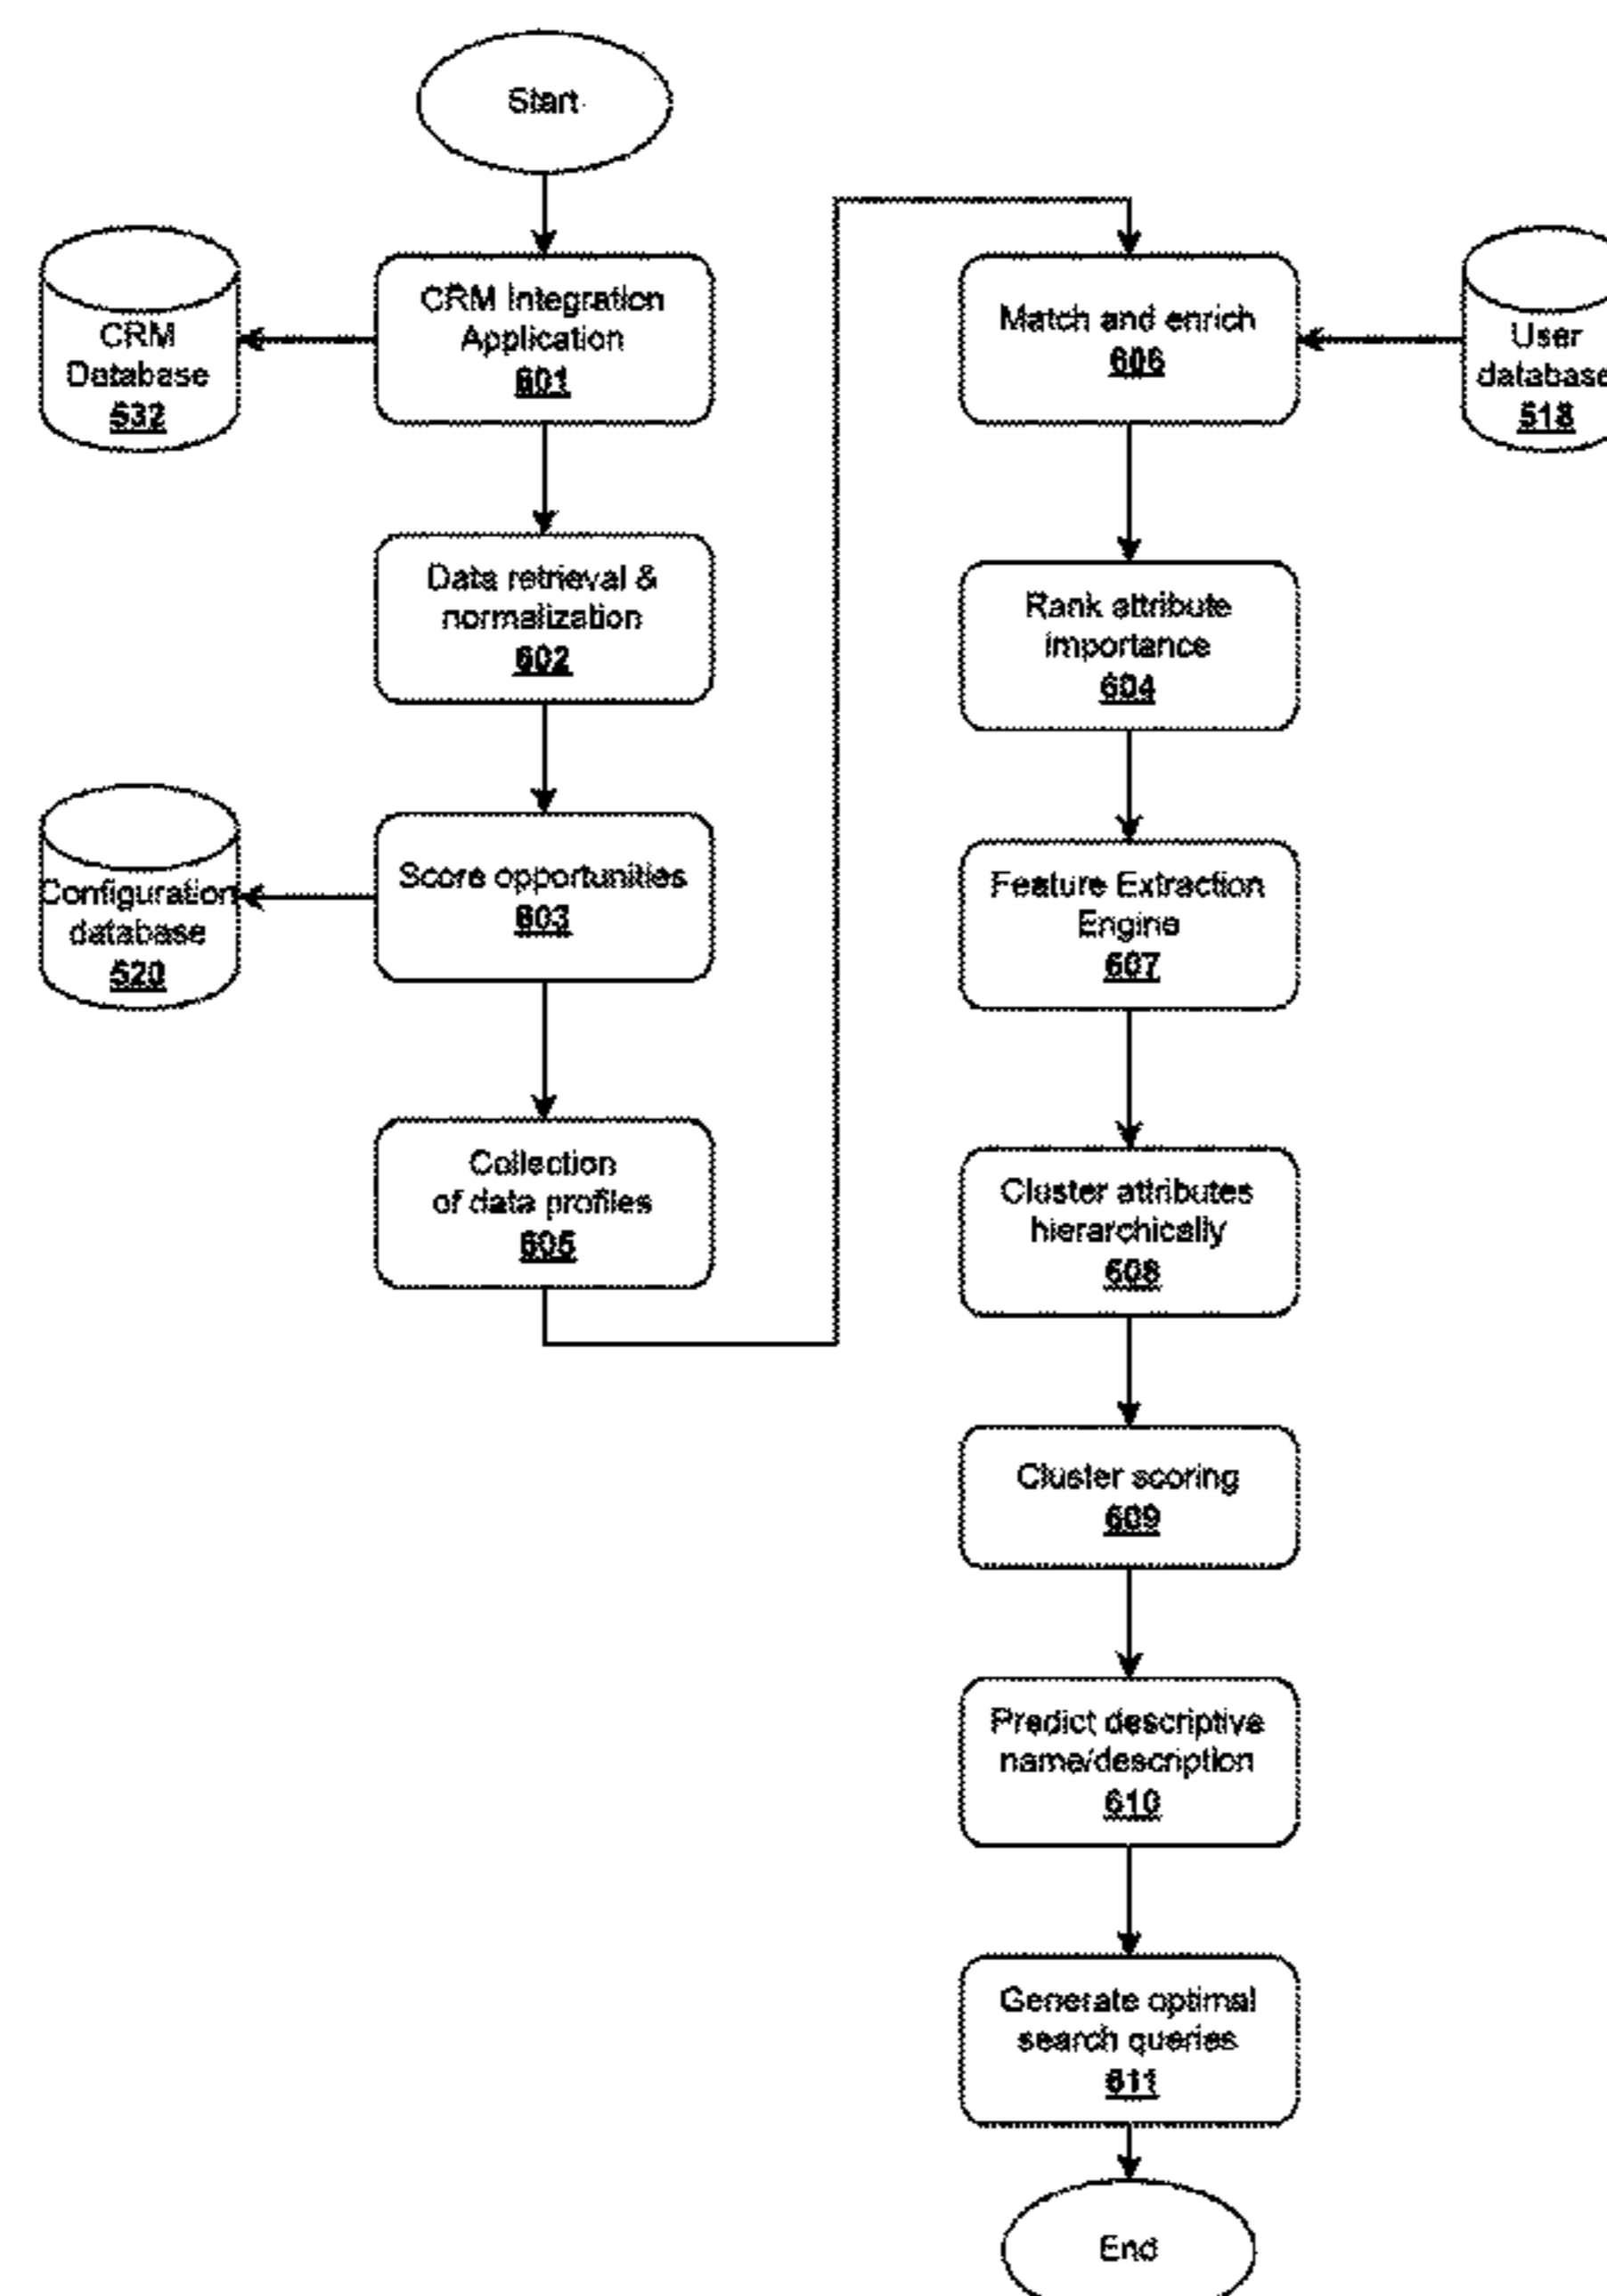 Start
CRM Integration
Application
601
CRM
Database
532
Data retrieval &
normalization
602
Score opportunities
603
Configuration
database
520
Collection
of data profiles
605
Match and enrich
606
User
database
518
Rank attribute
importance
604
Feature Extraction
Engine
607
Cluster attributes
hierarchically
608
Cluster scoring
609
Predict descriptive
name/description
610
Generate optimal
search queries
611
End